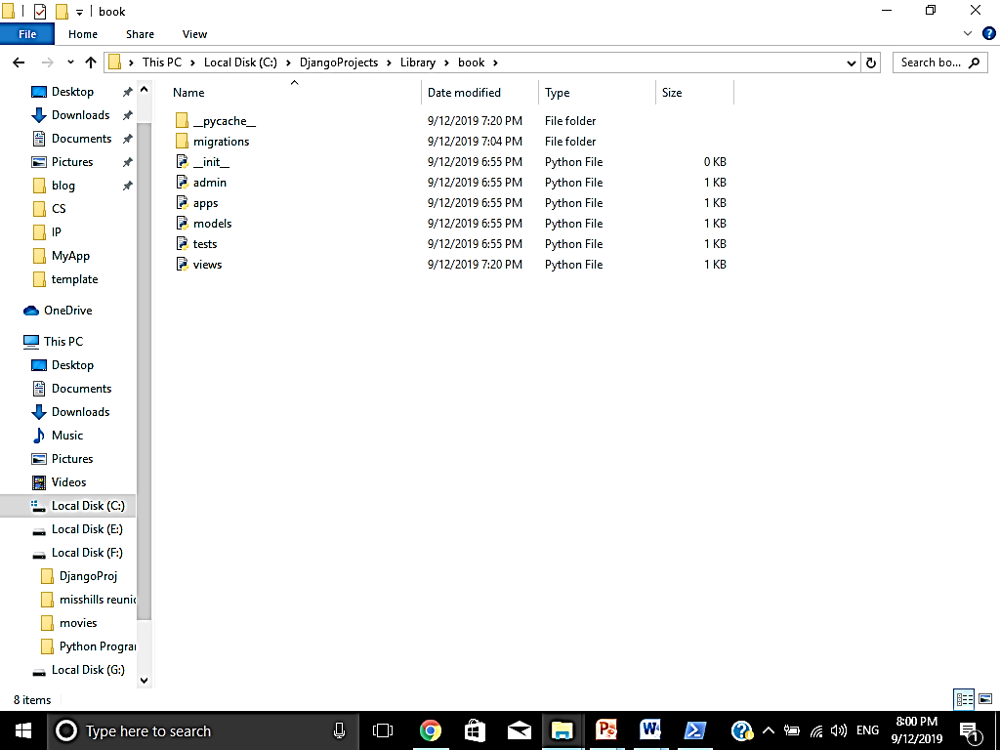 book
File Home Share View
This PC Local Disk (C:) DjangoProjects Library book
Search bo...
Name Date modified Type Size
__pycache__ 9/12/2019 7:20 PM File folder
migrations 9/12/2019 7:04 PM File folder
__init__ 9/12/2019 6:55 PM Python File 0 KB
admin 9/12/2019 6:55 PM Python File 1 KB
apps 9/12/2019 6:55 PM Python File 1 KB
models 9/12/2019 6:55 PM Python File 1 KB
tests 9/12/2019 6:55 PM Python File 1 KB
views 9/12/2019 7:20 PM Python File 1 KB
Desktop
Downloads
Documents
Pictures
blog
CS
IP
MyApp
template
OneDrive
This PC
Desktop
Documents
Downloads
Music
Pictures
Videos
Local Disk (C:)
Local Disk (E:)
Local Disk (F:)
DjangoProj
misshills reunic
movies
Python Program
Local Disk (G:)
8 items
Type here to search
ENG
8:00 PM
9/12/2019
1